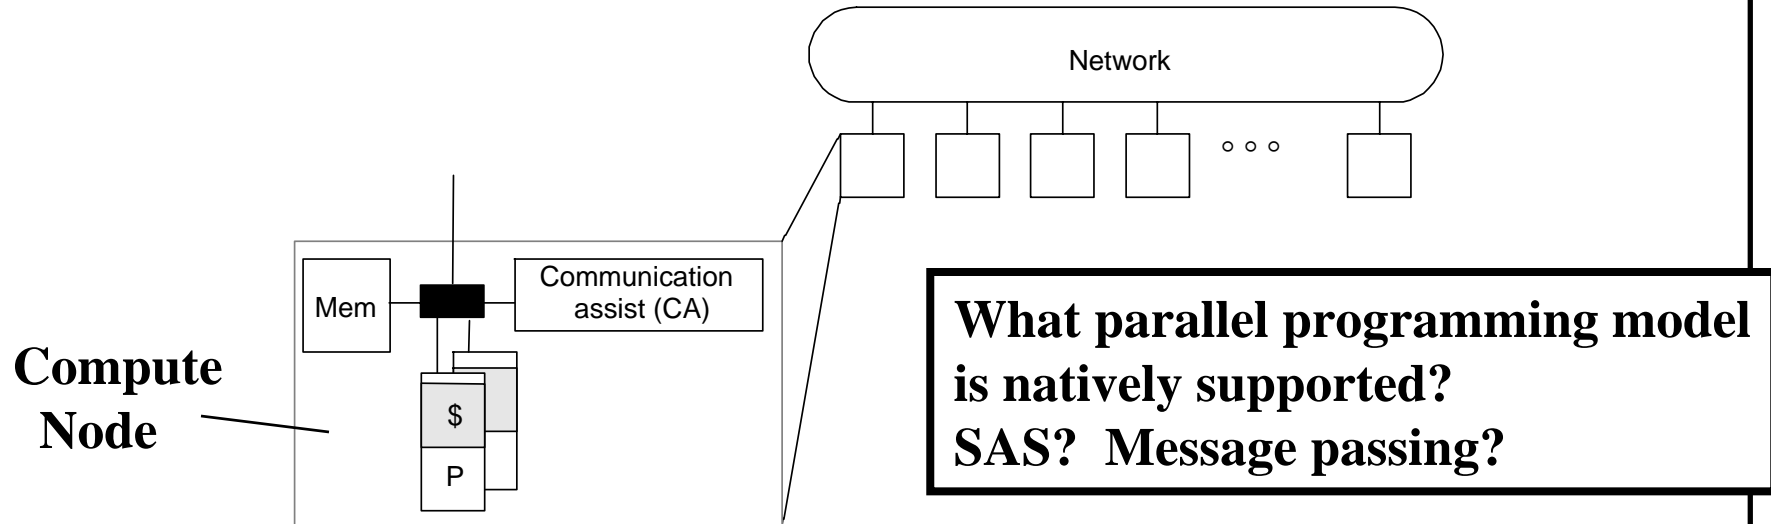 Network
° ° °
Mem
Communication
assist (CA)
$
P
Compute
Node
What parallel programming model
is natively supported?
SAS? Message passing?